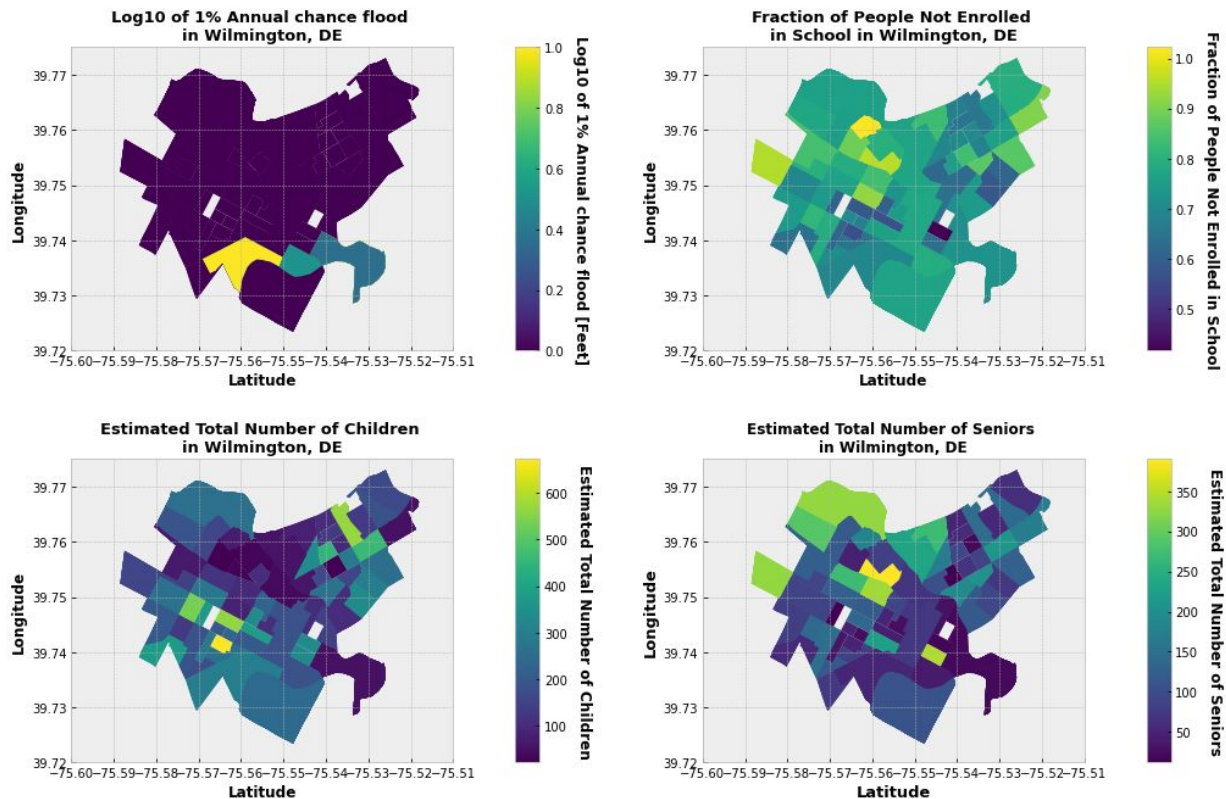 Log10 of 1% Annual chance flood
in Wilmington, DE
39.77
39.76
39.75
39.74
39.73
39.72
Longitude
−75.60−75.59−75.58−75.57−75.56−75.55−75.54−75.53−75.52−75.51
Latitude
1.0
0.8
0.6
0.4
0.2
0.0
Log10 of 1% Annual chance flood [Feet]
Fraction of People Not Enrolled
in School in Wilmington, DE
39.77
39.76
39.75
39.74
39.73
39.72
Longitude
−75.60−75.59−75.58−75.57−75.56−75.55−75.54−75.53−75.52−75.51
Latitude
1.0
0.9
0.8
0.7
0.6
0.5
Fraction of People Not Enrolled in School
Estimated Total Number of Children
in Wilmington, DE
39.77
39.76
39.75
39.74
39.73
39.72
Longitude
−75.60−75.59−75.58−75.57−75.56−75.55−75.54−75.53−75.52−75.51
Latitude
600
500
400
300
200
100
Estimated Total Number of Children
Estimated Total Number of Seniors
in Wilmington, DE
39.77
39.76
39.75
39.74
39.73
39.72
Longitude
−75.60−75.59−75.58−75.57−75.56−75.55−75.54−75.53−75.52−75.51
Latitude
350
300
250
200
150
100
50
Estimated Total Number of Seniors